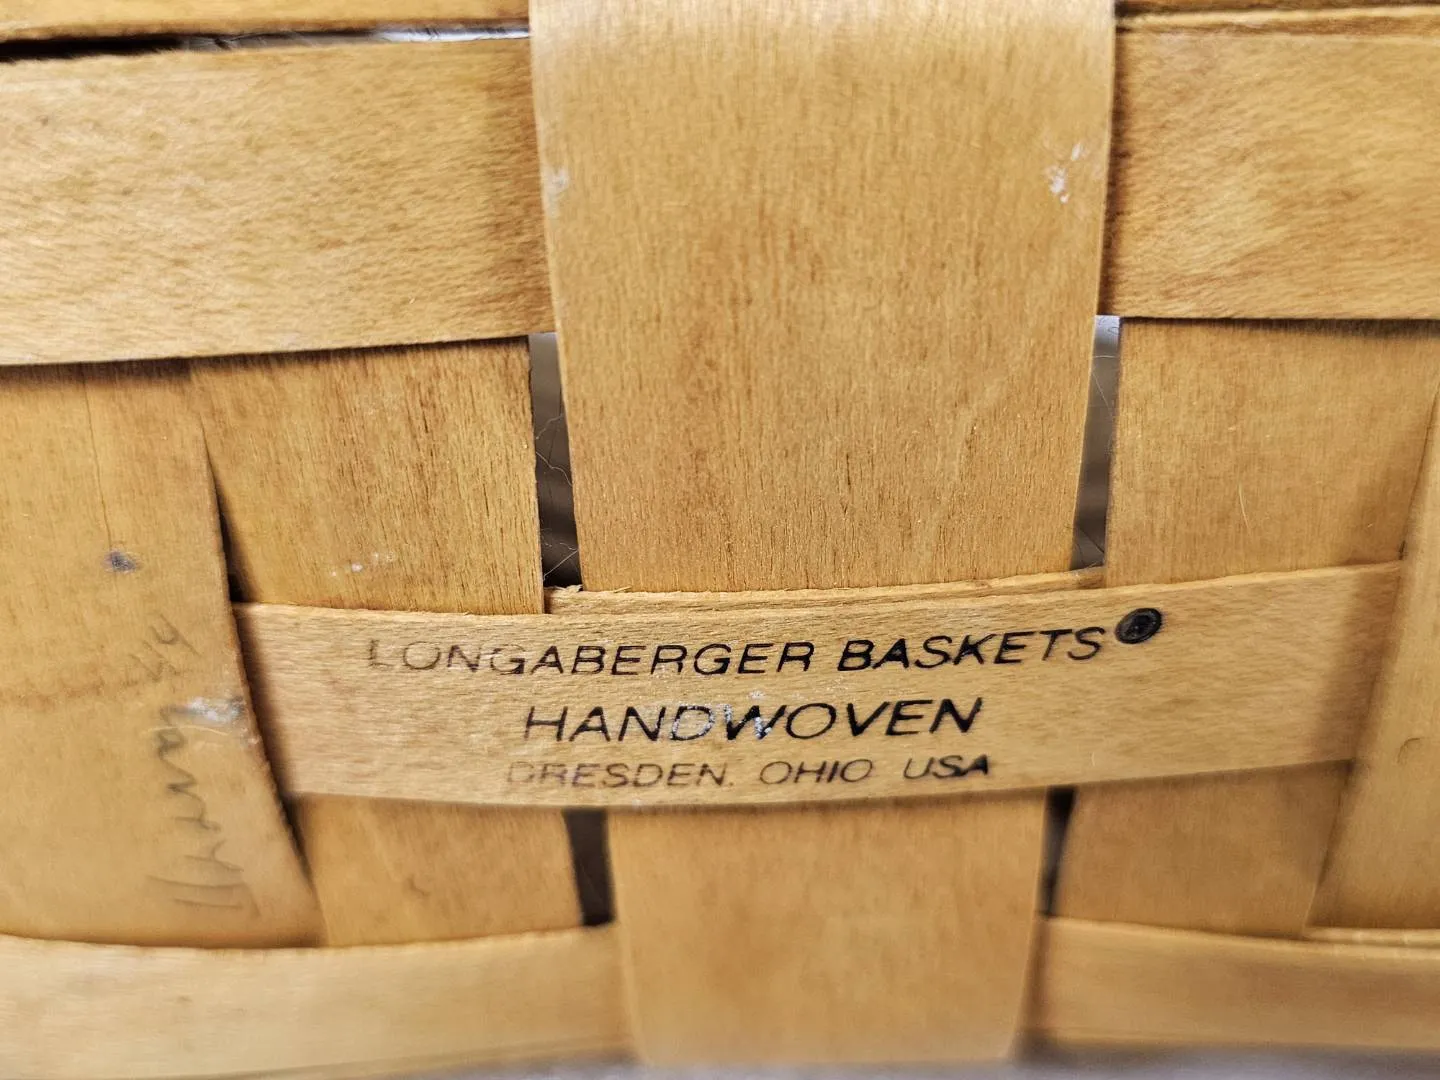 LONGABERGER BASKETS®
HANDWOVEN
DRESDEN, OHIO USA